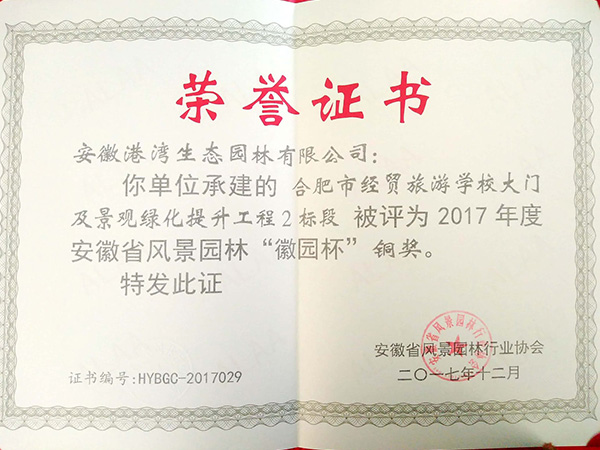 荣誉证书
安徽港湾生态园林有限公司：
你单位承建的 合肥市经贸旅游学校大门
及景观绿化提升工程2标段 被评为2017年度
安徽省风景园林“徽园杯”铜奖。
特发此证
安徽省风景园林行业协会
证书编号:HYBGC-2017029
二〇一七年十二月